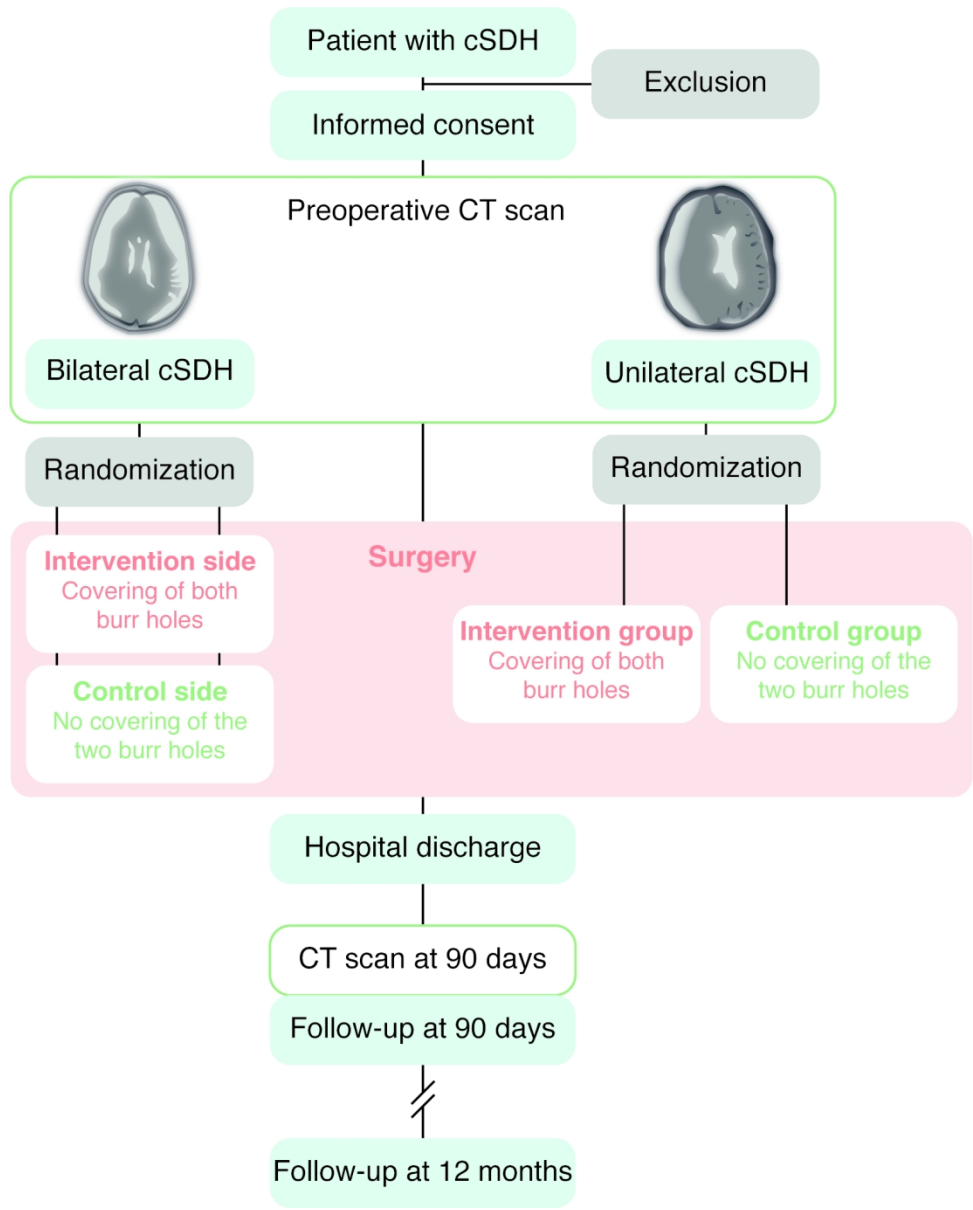 Patient with cSDH
Exclusion
Informed consent
Preoperative CT scan
Bilateral cSDH
Unilateral cSDH
Randomization
Randomization
Surgery
Intervention side
Covering of both
burr holes
Control side
No covering of the
two burr holes
Intervention group
Covering of both
burr holes
Control group
No covering of the
two burr holes
Hospital discharge
CT scan at 90 days
Follow-up at 90 days
Follow-up at 12 months